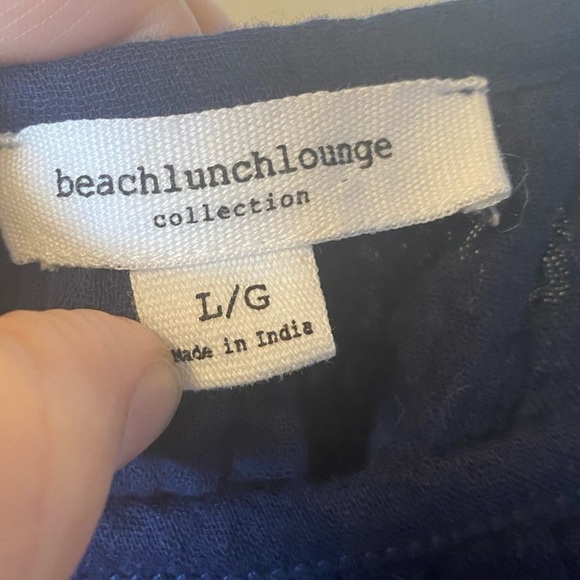 beachlunchlounge
collection
L/G
Made in India